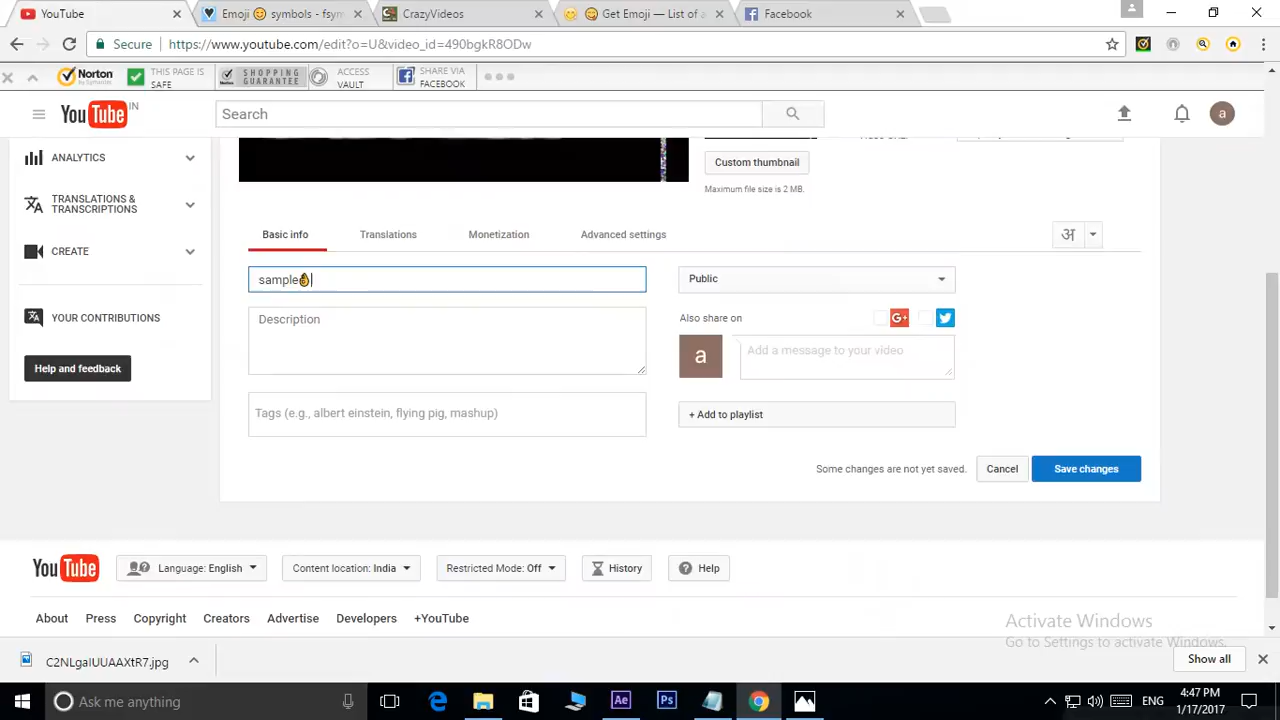 YouTube
Emoji 😊 symbols - fsym
CrazyVideos
😋 Get Emoji — List of a
Facebook
Secure
https://www.youtube.com/edit?o=U&video_id=490bgkR8ODw
Norton
by Symantec
THIS PAGE IS
SAFE
Norton
SHOPPING
GUARANTEE
ACCESS
VAULT
SHARE VIA
FACEBOOK
YouTube IN
Search
a
ANALYTICS
Custom thumbnail
Maximum file size is 2 MB.
TRANSLATIONS &
TRANSCRIPTIONS
CREATE
Basic info
Translations
Monetization
Advanced settings
अ
sample👌
Public
YOUR CONTRIBUTIONS
Description
Also share on
G+
a
Add a message to your video
Help and feedback
Tags (e.g., albert einstein, flying pig, mashup)
+ Add to playlist
Some changes are not yet saved.
Cancel
Save changes
YouTube
Language: English
Content location: India
Restricted Mode: Off
History
Help
About
Press
Copyright
Creators
Advertise
Developers
+YouTube
Activate Windows
Go to Settings to activate Windows.
C2NLgaIUUAAXtR7.jpg
Show all
Ask me anything
Ae
Ps
ENG
4:47 PM
1/17/2017